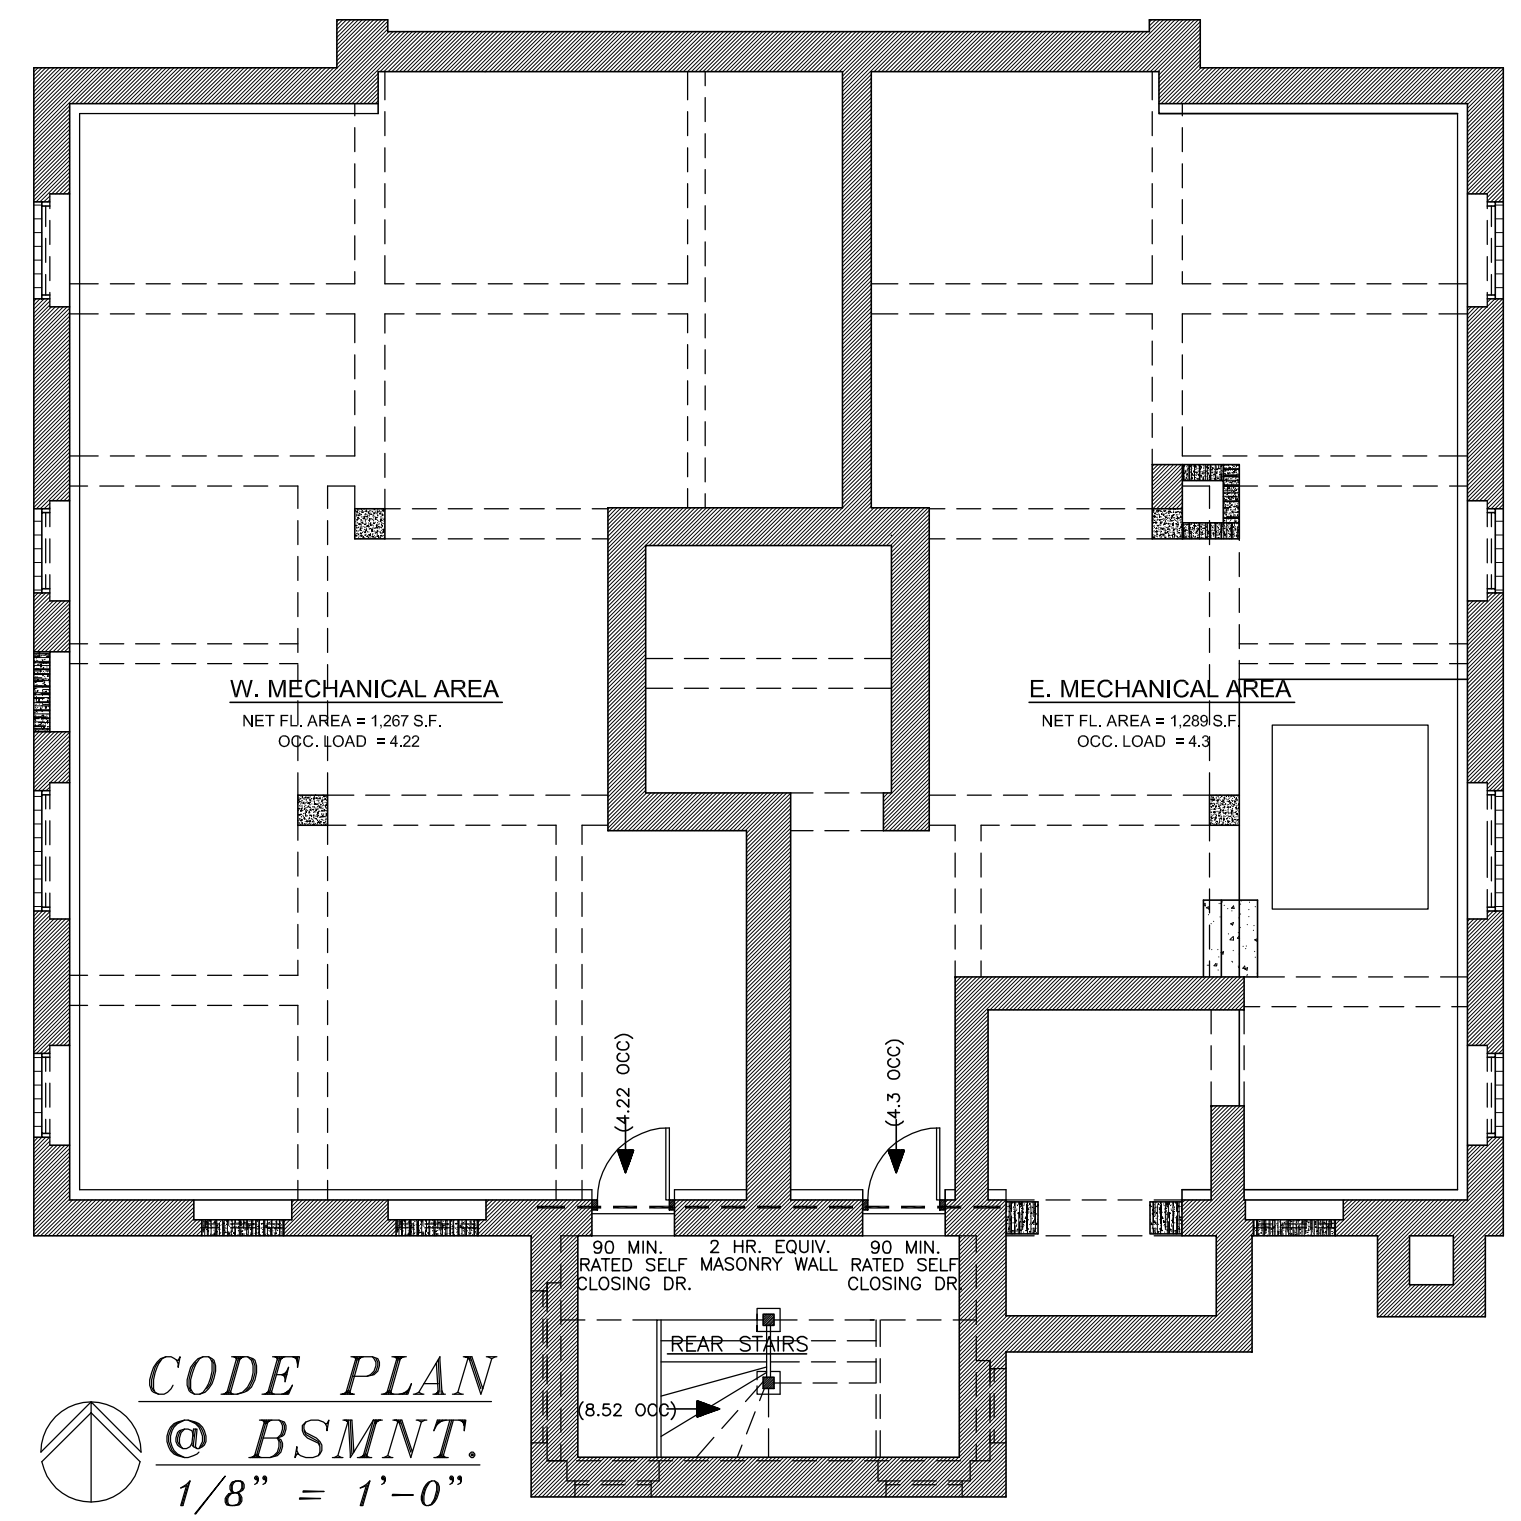 W. MECHANICAL AREA
NET FL. AREA = 1,267 S.F.
OCC. LOAD = 4.22
E. MECHANICAL AREA
NET FL. AREA = 1,289 S.F.
OCC. LOAD = 4.3
(4.22 OCC)
(4.3 OCC)
90 MIN.
RATED SELF
CLOSING DR.
2 HR. EQUIV.
MASONRY WALL
90 MIN.
RATED SELF
CLOSING DR.
REAR STAIRS
(8.52 OCC)
CODE PLAN
@ BSMNT.
1/8" = 1'-0"